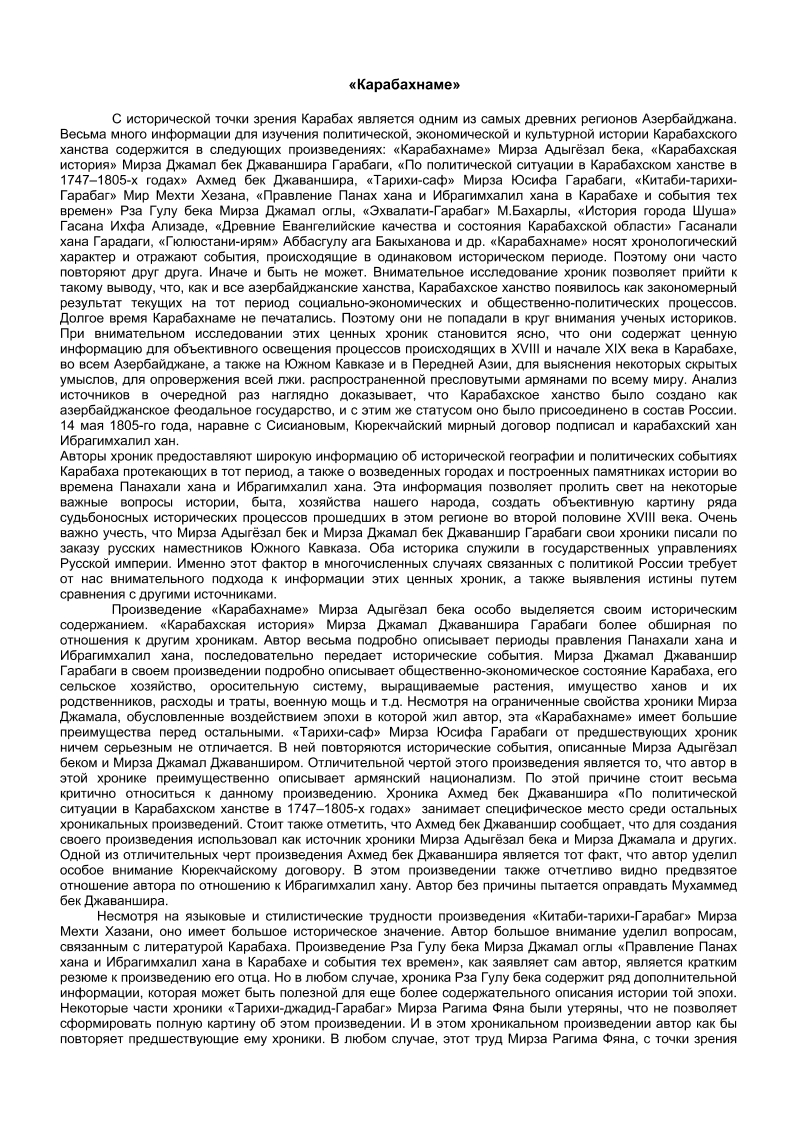 «Карабахнаме»
С исторической точки зрения Карабах является одним из самых древних регионов Азербайджана.
Весьма много информации для изучения политической, экономической и культурной истории Карабахского
ханства содержится в следующих произведениях: «Карабахнаме» Мирза Адыгёзал бека, «Карабахская
история» Мирза Джамал бек Джаваншира Гарабаги, «По политической ситуации в Карабахском ханстве в
1747–1805-х годах» Ахмед бек Джаваншира, «Тарихи-саф» Мирза Юсифа Гарабаги, «Китаби-тарихи-
Гарабаг» Мир Мехти Хезана, «Правление Панах хана и Ибрагимхалил хана в Карабахе и события тех
времен» Рза Гулу бека Мирза Джамал оглы, «Эхвалати-Гарабаг» М.Бахарлы, «История города Шуша»
Гасана Ихфа Ализаде, «Древние Евангелийские качества и состояния Карабахской области» Гасанали
хана Гарадаги, «Гюлюстани-ирям» Аббасгулу ага Бакыханова и др. «Карабахнаме» носят хронологический
характер и отражают события, происходящие в одинаковом историческом периоде. Поэтому они часто
повторяют друг друга. Иначе и быть не может. Внимательное исследование хроник позволяет прийти к
такому выводу, что, как и все азербайджанские ханства, Карабахское ханство появилось как закономерный
результат текущих на тот период социально-экономических и общественно-политических процессов.
Долгое время Карабахнаме не печатались. Поэтому они не попадали в круг внимания ученых историков.
При внимательном исследовании этих ценных хроник становится ясно, что они содержат ценную
информацию для объективного освещения процессов происходящих в XVIII и начале XIX века в Карабахе,
во всем Азербайджане, а также на Южном Кавказе и в Передней Азии, для выяснения некоторых скрытых
умыслов, для опровержения всей лжи. распространенной пресловутыми армянами по всему миру. Анализ
источников в очередной раз наглядно доказывает, что Карабахское ханство было создано как
азербайджанское феодальное государство, и с этим же статусом оно было присоединено в состав России.
14 мая 1805-го года, наравне с Сисиановым, Кюрекчайский мирный договор подписал и карабахский хан
Ибрагимхалил хан.
Авторы хроник предоставляют широкую информацию об исторической географии и политических событиях
Карабаха протекающих в тот период, а также о возведенных городах и построенных памятниках истории во
времена Панахали хана и Ибрагимхалил хана. Эта информация позволяет пролить свет на некоторые
важные вопросы истории, быта, хозяйства нашего народа, создать объективную картину ряда
судьбоносных исторических процессов прошедших в этом регионе во второй половине XVIII века. Очень
важно учесть, что Мирза Адыгёзал бек и Мирза Джамал бек Джаваншир Гарабаги свои хроники писали по
заказу русских наместников Южного Кавказа. Оба историка служили в государственных управлениях
Русской империи. Именно этот фактор в многочисленных случаях связанных с политикой России требует
от нас внимательного подхода к информации этих ценных хроник, а также выявления истины путем
сравнения с другими источниками.
Произведение «Карабахнаме» Мирза Адыгёзал бека особо выделяется своим историческим
содержанием. «Карабахская история» Мирза Джамал Джаваншира Гарабаги более обширная по
отношения к другим хроникам. Автор весьма подробно описывает периоды правления Панахали хана и
Ибрагимхалил хана, последовательно передает исторические события. Мирза Джамал Джаваншир
Гарабаги в своем произведении подробно описывает общественно-экономическое состояние Карабаха, его
сельское хозяйство, оросительную систему, выращиваемые растения, имущество ханов и их
родственников, расходы и траты, военную мощь и т.д. Несмотря на ограниченные свойства хроники Мирза
Джамала, обусловленные воздействием эпохи в которой жил автор, эта «Карабахнаме» имеет большие
преимущества перед остальными. «Тарихи-саф» Мирза Юсифа Гарабаги от предшествующих хроник
ничем серьезным не отличается. В ней повторяются исторические события, описанные Мирза Адыгёзал
беком и Мирза Джамал Джаванширом. Отличительной чертой этого произведения является то, что автор в
этой хронике преимущественно описывает армянский национализм. По этой причине стоит весьма
критично относиться к данному произведению. Хроника Ахмед бек Джаваншира «По политической
ситуации в Карабахском ханстве в 1747–1805-х годах» занимает специфическое место среди остальных
хроникальных произведений. Стоит также отметить, что Ахмед бек Джаваншир сообщает, что для создания
своего произведения использовал как источник хроники Мирза Адыгёзал бека и Мирза Джамала и других.
Одной из отличительных черт произведения Ахмед бек Джаваншира является тот факт, что автор уделил
особое внимание Кюрекчайскому договору. В этом произведении также отчетливо видно предвзятое
отношение автора по отношению к Ибрагимхалил хану. Автор без причины пытается оправдать Мухаммед
бек Джаваншира.
Несмотря на языковые и стилистические трудности произведения «Китаби-тарихи-Гарабаг» Мирза
Мехти Хазани, оно имеет большое историческое значение. Автор большое внимание уделил вопросам,
связанным с литературой Карабаха. Произведение Рза Гулу бека Мирза Джамал оглы «Правление Панах
хана и Ибрагимхалил хана в Карабахе и события тех времен», как заявляет сам автор, является кратким
резюме к произведению его отца. Но в любом случае, хроника Рза Гулу бека содержит ряд дополнительной
информации, которая может быть полезной для еще более содержательного описания истории той эпохи.
Некоторые части хроники «Тарихи-джадид-Гарабаг» Мирза Рагима Фяна были утеряны, что не позволяет
сформировать полную картину об этом произведении. И в этом хроникальном произведении автор как бы
повторяет предшествующие ему хроники. В любом случае, этот труд Мирза Рагима Фяна, с точки зрения